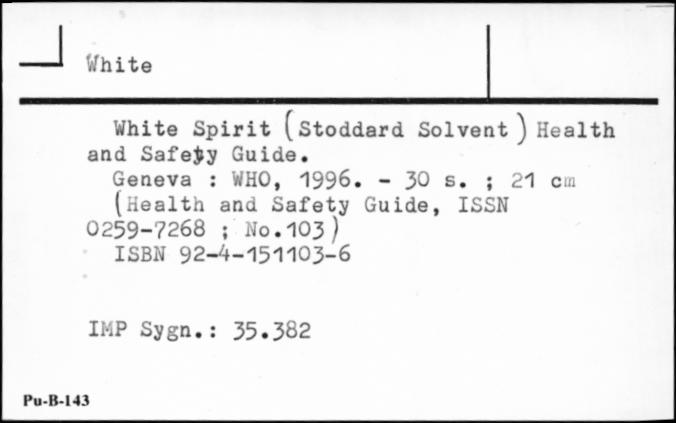 White
White Spirit (Stoddard Solvent) Health
and Safety Guide.
Geneva : WHO, 1996. - 30 s. ; 21 cm
(Health and Safety Guide, ISSN
0259-7268 ; No.103)
ISBN 92-4-151103-6
IMP Sygn.: 35.382
Pu-B-143